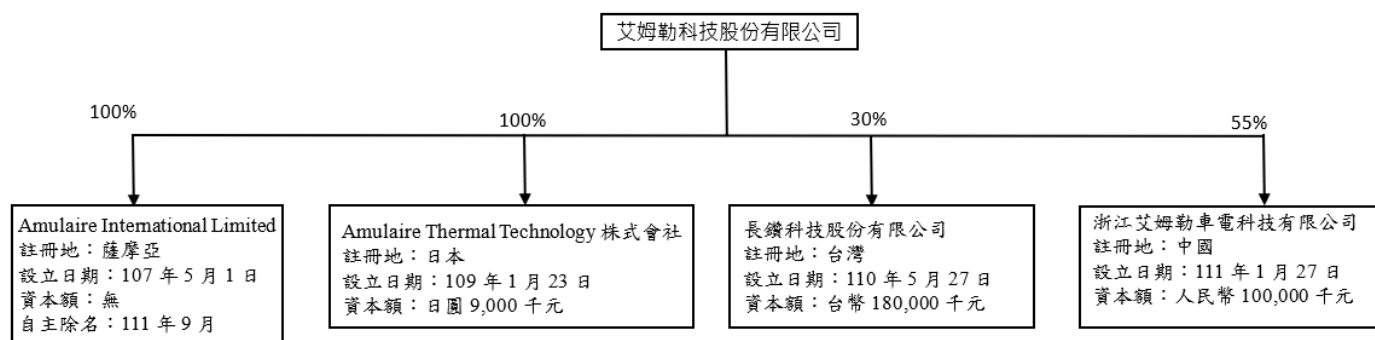 艾姆勒科技股份有限公司
100%
100%
30%
55%
Amulaire International Limited
註冊地：薩摩亞
設立日期：107 年 5 月 1 日
資本額：無
自主除名：111 年 9 月
Amulaire Thermal Technology 株式會社
註冊地：日本
設立日期：109 年 1 月 23 日
資本額：日圓 9,000 千元
長鑽科技股份有限公司
註冊地：台灣
設立日期：110 年 5 月 27 日
資本額：台幣 180,000 千元
浙江艾姆勒車電科技有限公司
註冊地：中國
設立日期：111 年 1 月 27 日
資本額：人民幣 100,000 千元